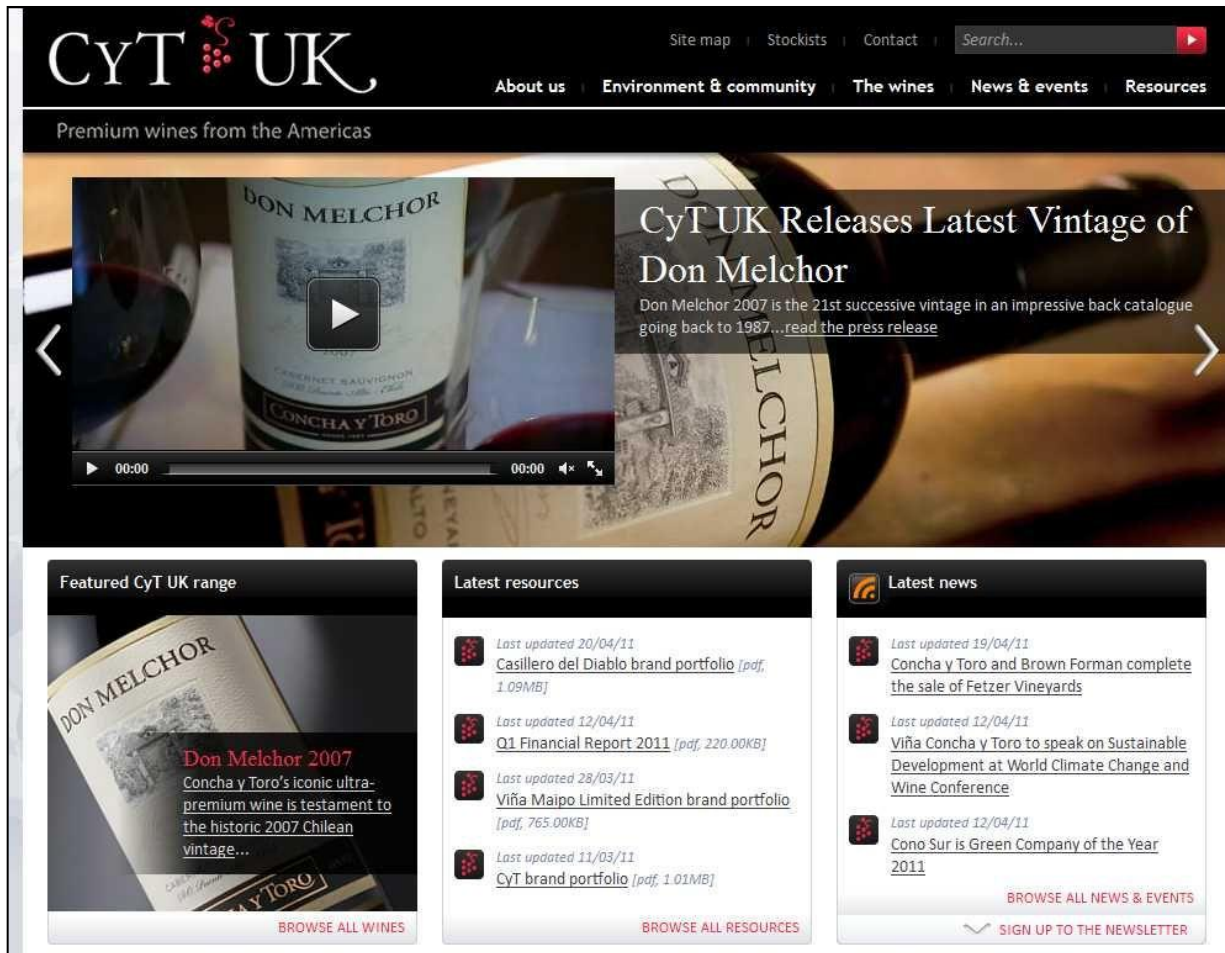 CYT UK
Site map
Stockists
Contact
Search...
About us
Environment & community
The wines
News & events
Resources
Premium wines from the Americas
DON MELCHOR
2007
CABERNET SAUVIGNON
CONCHA Y TORO
00:00
00:00
DON MELCHOR
CyT UK Releases Latest Vintage of
Don Melchor
Don Melchor 2007 is the 21st successive vintage in an impressive back catalogue
going back to 1987...read the press release
Featured CyT UK range
DON MELCHOR
Don Melchor 2007
Concha y Toro's iconic ultra-
premium wine is testament to
the historic 2007 Chilean
vintage...
BROWSE ALL WINES
Latest resources
Last updated 20/04/11
Casillero del Diablo brand portfolio [pdf,
1.09MB]
Last updated 12/04/11
Q1 Financial Report 2011 [pdf, 220.00KB]
Last updated 28/03/11
Viña Maipo Limited Edition brand portfolio
[pdf, 765.00KB]
Last updated 11/03/11
CyT brand portfolio [pdf, 1.01MB]
BROWSE ALL RESOURCES
Latest news
Last updated 19/04/11
Concha y Toro and Brown Forman complete
the sale of Fetzer Vineyards
Last updated 12/04/11
Viña Concha y Toro to speak on Sustainable
Development at World Climate Change and
Wine Conference
Last updated 12/04/11
Cono Sur is Green Company of the Year
2011
BROWSE ALL NEWS & EVENTS
SIGN UP TO THE NEWSLETTER